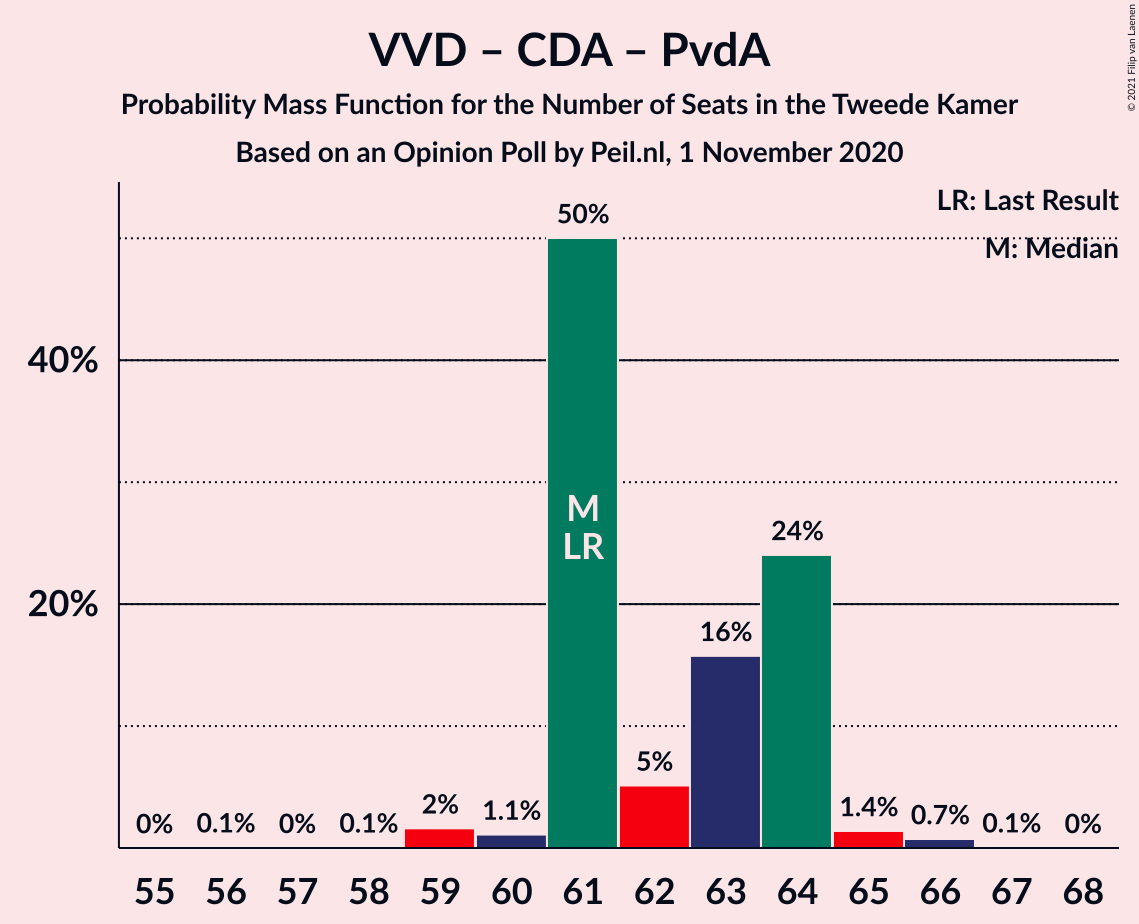 VVD – CDA – PvdA
Probability Mass Function for the Number of Seats in the Tweede Kamer
Based on an Opinion Poll by Peil.nl, 1 November 2020
© 2021 Filip van Laenen
LR: Last Result
M: Median
40%
20%
0%
0.1%
0%
0.1%
2%
1.1%
50%
M
LR
5%
16%
24%
1.4%
0.7%
0.1%
0%
55 56 57 58 59 60 61 62 63 64 65 66 67 68